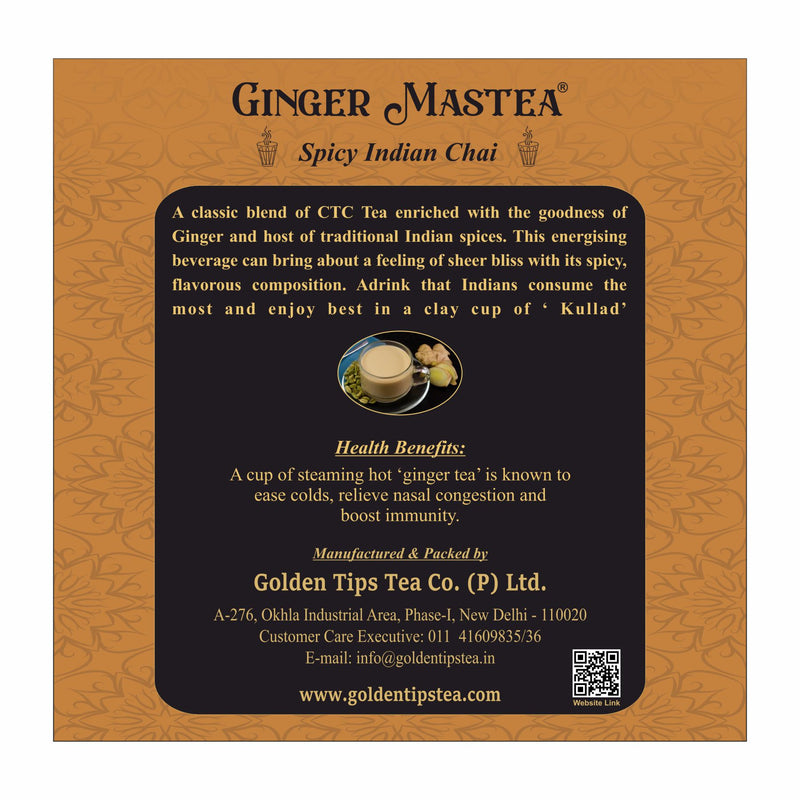 GINGER MASTEA®
Spicy Indian Chai
A classic blend of CTC Tea enriched with the goodness of
Ginger and host of traditional Indian spices. This energising
beverage can bring about a feeling of sheer bliss with its spicy,
flavorous composition. Adrink that Indians consume the
most and enjoy best in a clay cup of ‘ Kullad’
Health Benefits:
A cup of steaming hot ‘ginger tea’ is known to
ease colds, relieve nasal congestion and
boost immunity.
Manufactured & Packed by
Golden Tips Tea Co. (P) Ltd.
A-276, Okhla Industrial Area, Phase-I, New Delhi - 110020
Customer Care Executive: 011 41609835/36
E-mail: info@goldentipstea.in
www.goldentipstea.com
Website Link